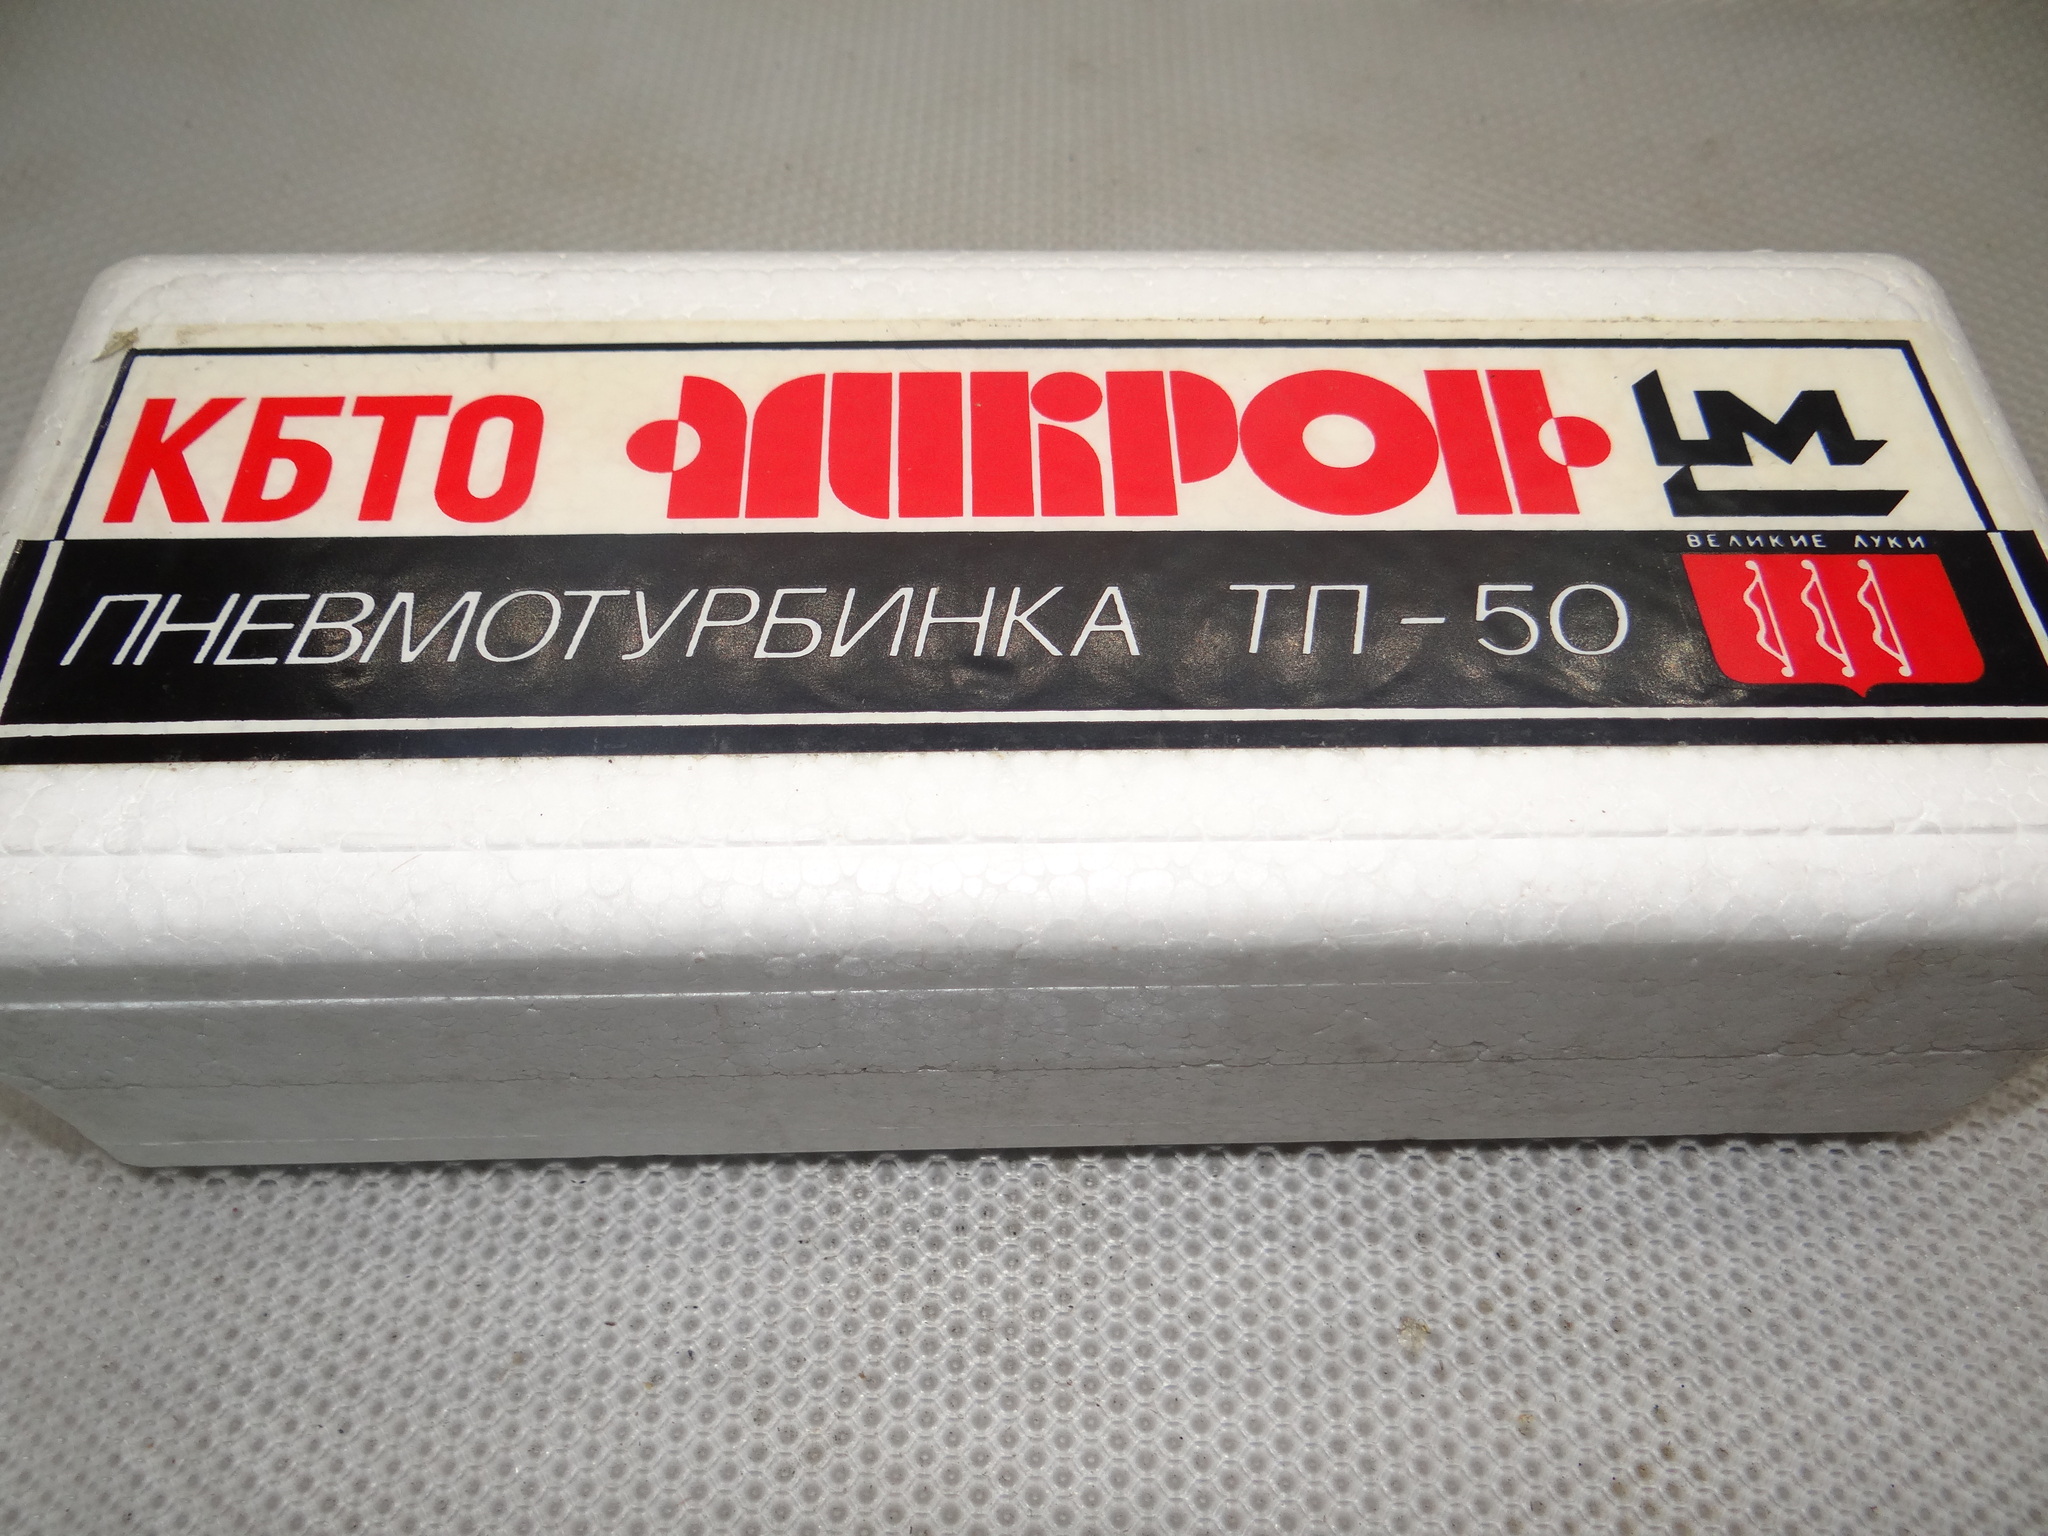 КБТО МИКРОН
ВЕЛИКИЕ ЛУКИ
ПНЕВМОТУРБИНКА ТП-50